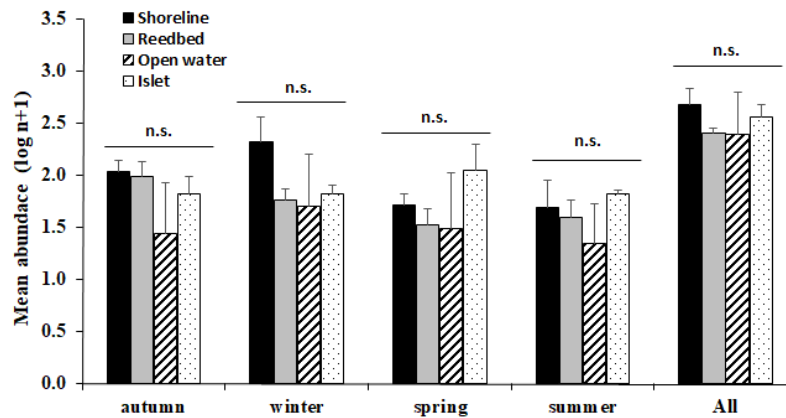 Shoreline
Reedbed
Open water
Islet
Mean abundace (log n+1)
3.5
3.0
2.5
2.0
1.5
1.0
0.5
0.0
n.s.
n.s.
n.s.
n.s.
n.s.
autumn
winter
spring
summer
All